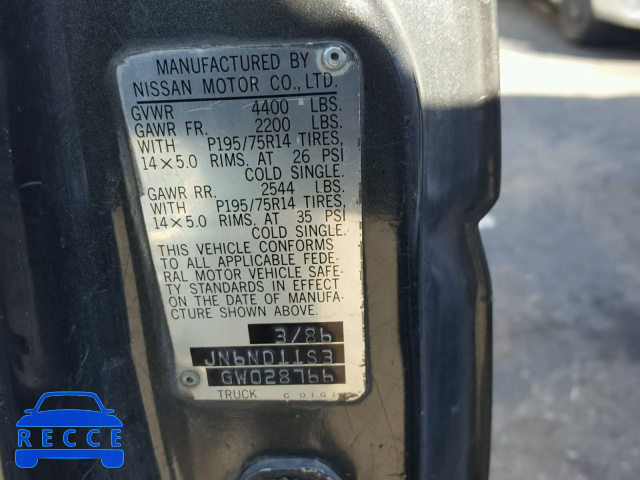 MANUFACTURED BY
NISSAN MOTOR CO., LTD.
GVWR 4400 LBS.
GAWR FR. 2200 LBS.
WITH P195/75R14 TIRES,
14×5.0 RIMS. AT 26 PSI
COLD SINGLE.
GAWR RR. 2544 LBS.
WITH P195/75R14 TIRES,
14×5.0 RIMS. AT 35 PSI
COLD SINGLE.
THIS VEHICLE CONFORMS
TO ALL APPLICABLE FEDE-
RAL MOTOR VEHICLE SAFE-
TY STANDARDS IN EFFECT
ON THE DATE OF MANUFA-
CTURE SHOWN ABOVE.
3/86
JN6ND11S3
GW028766
TRUCK
RECCE